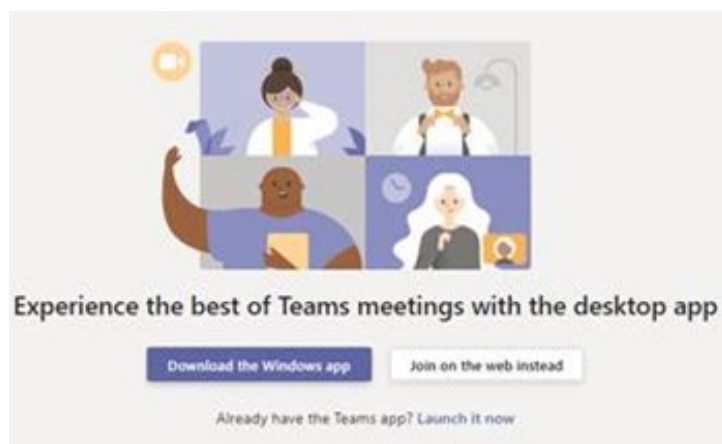 Experience the best of Teams meetings with the desktop app
Download the Windows app
Join on the web instead
Already have the Teams app? Launch it now